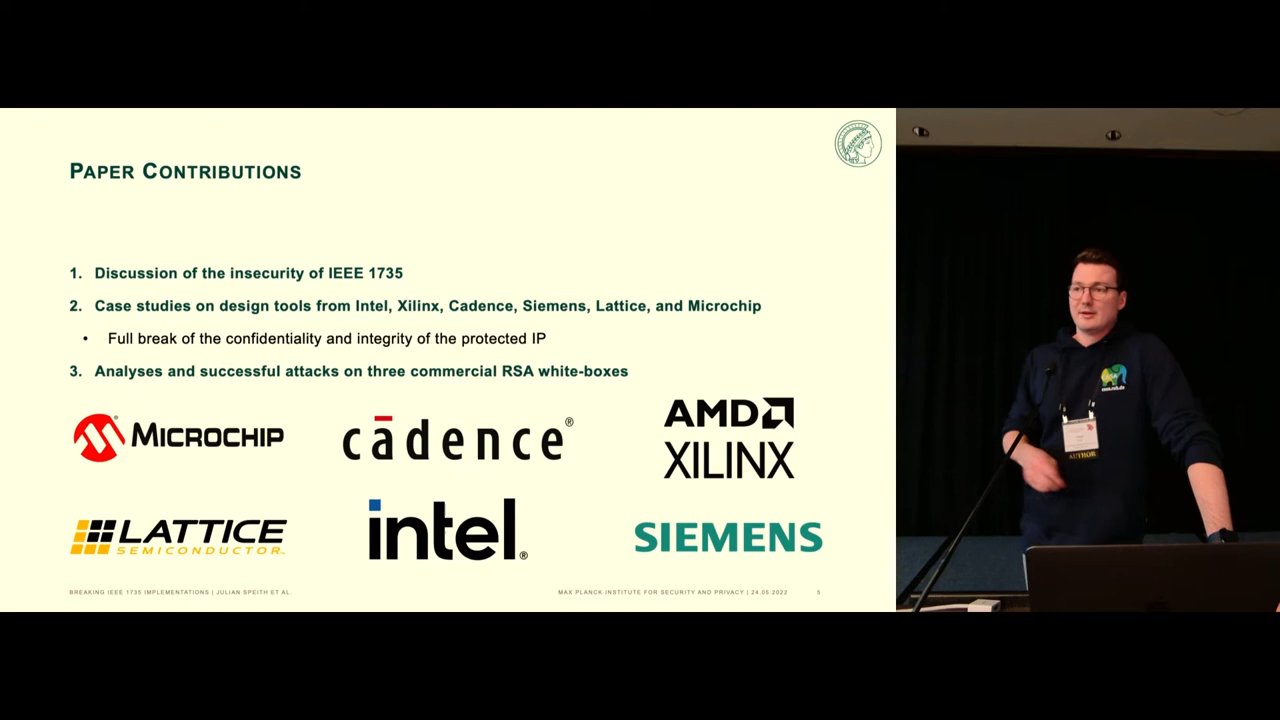 PAPER CONTRIBUTIONS
1. Discussion of the insecurity of IEEE 1735
2. Case studies on design tools from Intel, Xilinx, Cadence, Siemens, Lattice, and Microchip
• Full break of the confidentiality and integrity of the protected IP
3. Analyses and successful attacks on three commercial RSA white-boxes
MICROCHIP®
cādence®
AMD
XILINX
LATTICE
SEMICONDUCTOR
intel®
SIEMENS
BREAKING IEEE 1735 IMPLEMENTATIONS | JULIAN SPEITH ET AL.
MAX PLANCK INSTITUTE FOR SECURITY AND PRIVACY | 24.05.2022 5
AUTHOR